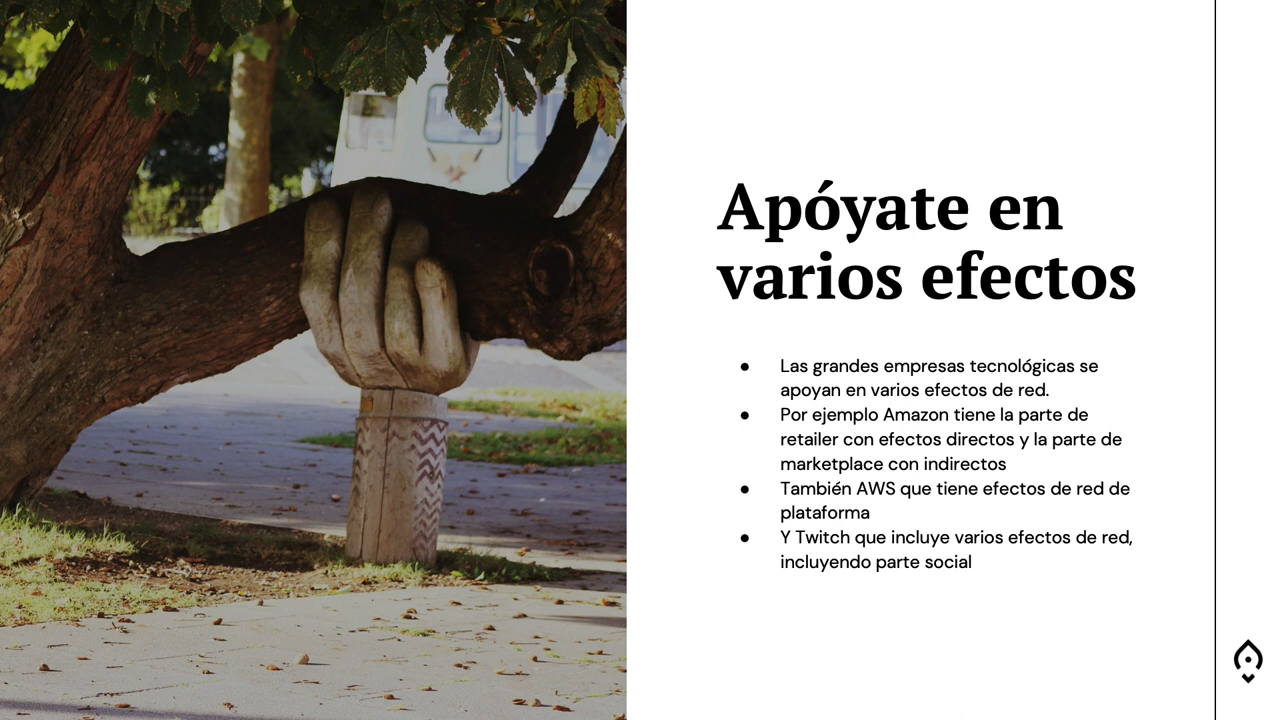 Apóyate en
varios efectos
● Las grandes empresas tecnológicas se
apoyan en varios efectos de red.
● Por ejemplo Amazon tiene la parte de
retailer con efectos directos y la parte de
marketplace con indirectos
● También AWS que tiene efectos de red de
plataforma
● Y Twitch que incluye varios efectos de red,
incluyendo parte social